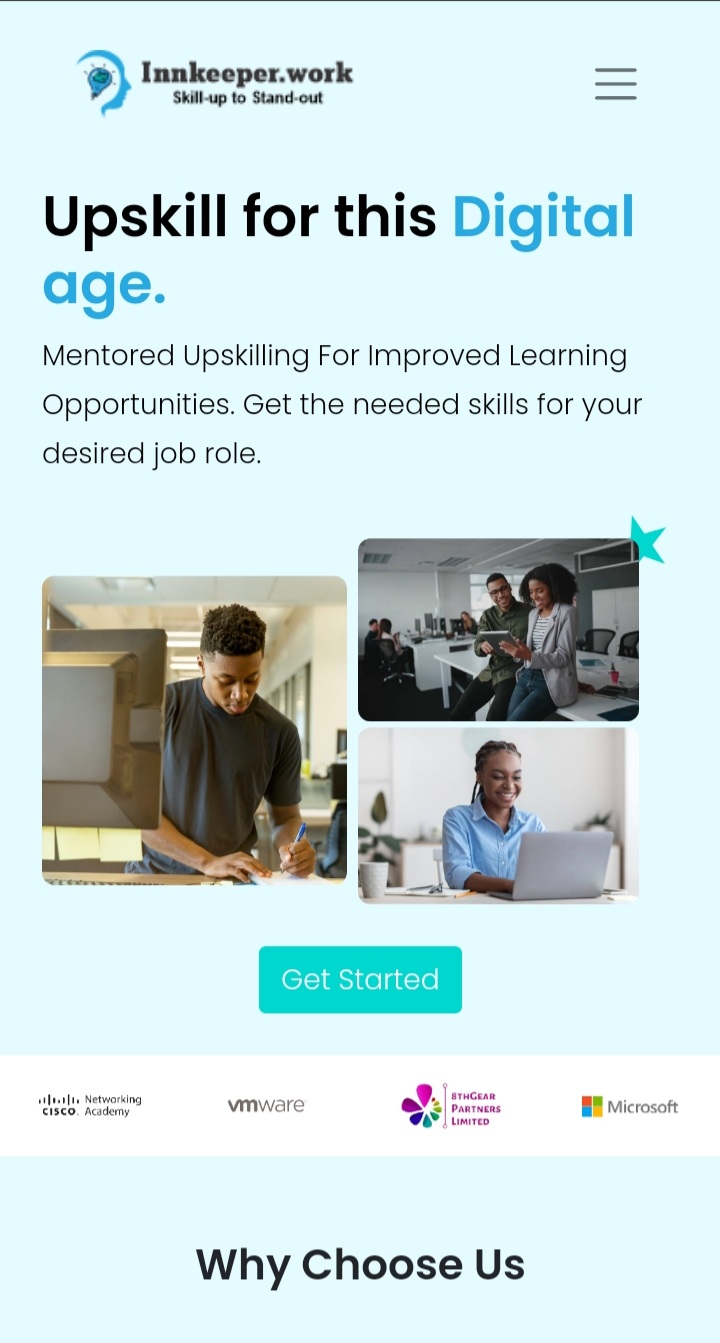 Innkeeper.work
Skill-up to Stand-out
Upskill for this Digital
age.
Mentored Upskilling For Improved Learning
Opportunities. Get the needed skills for your
desired job role.
Get Started
Networking
CISCO. Academy
vmware
8THGEAR
PARTNERS
LIMITED
Microsoft
Why Choose Us